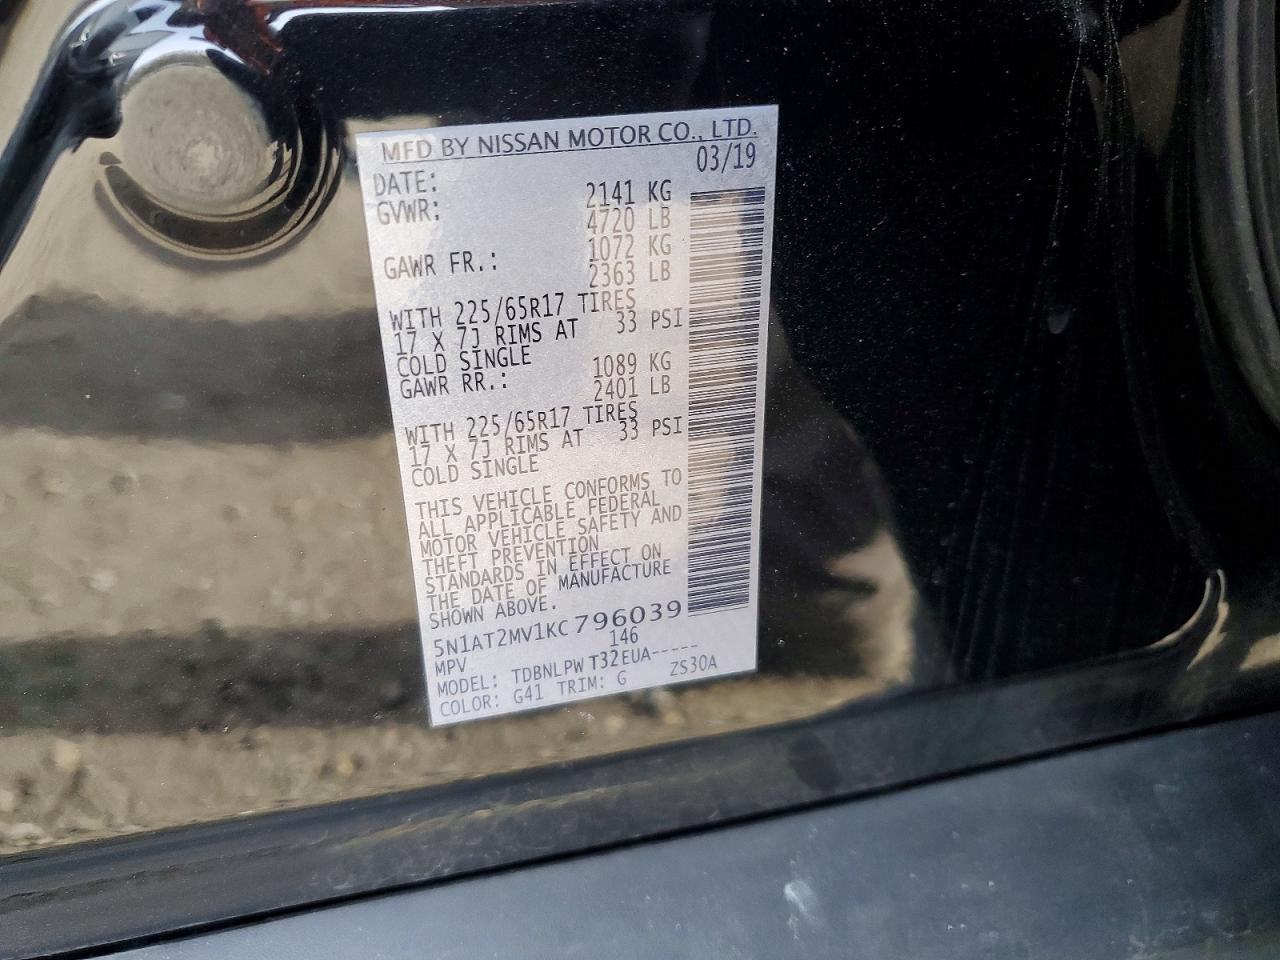 MFD BY NISSAN MOTOR CO., LTD.
DATE: 03/19
GVWR: 2141 KG
4720 LB
GAWR FR.: 1072 KG
2363 LB
WITH 225/65R17 TIRES
17 X 7J RIMS AT 33 PSI
COLD SINGLE
GAWR RR.: 1089 KG
2401 LB
WITH 225/65R17 TIRES
17 X 7J RIMS AT 33 PSI
COLD SINGLE
THIS VEHICLE CONFORMS TO
ALL APPLICABLE FEDERAL
MOTOR VEHICLE SAFETY AND
THEFT PREVENTION
STANDARDS IN EFFECT ON
THE DATE OF MANUFACTURE
SHOWN ABOVE.
5N1AT2MV1KC796039
MPV 146
MODEL: TDBNLPW T32EUA-----
COLOR: G41 TRIM: G ZS30A